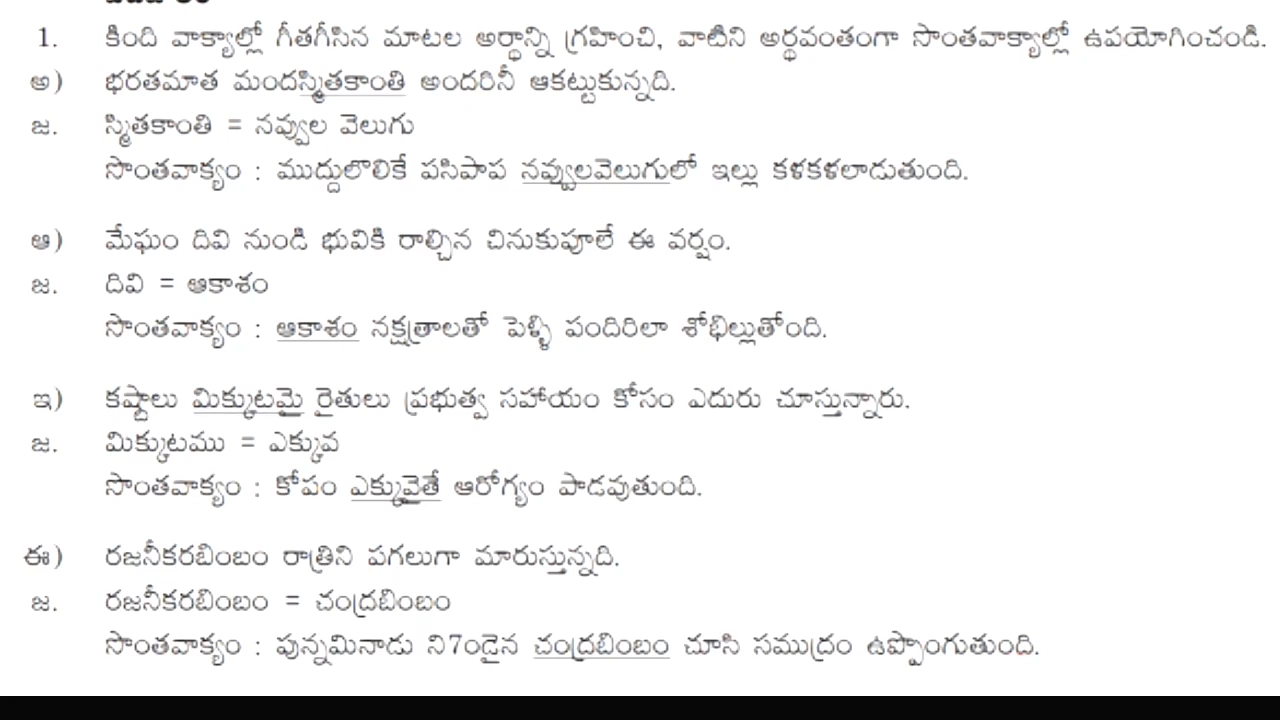 1. కింది వాక్యాల్లో గీతగీసిన మాటల అర్థాన్ని గ్రహించి, వాటిని అర్థవంతంగా సొంతవాక్యాల్లో ఉపయోగించండి.
అ) భరతమాత మందస్మితకాంతి అందరినీ ఆకట్టుకున్నది.
జ. స్మితకాంతి = నవ్వుల వెలుగు
సొంతవాక్యం : ముద్దులొలికే పసిపాప నవ్వులవెలుగులో ఇల్లు కళకళలాడుతుంది.
ఆ) మేఘం దివి నుండి భువికి రాల్చిన చినుకుపూలే ఈ వర్షం.
జ. దివి = ఆకాశం
సొంతవాక్యం : ఆకాశం నక్షత్రాలతో పెళ్ళి పందిరిలా శోభిల్లుతోంది.
ఇ) కష్టాలు మిక్కుటమై రైతులు ప్రభుత్వ సహాయం కోసం ఎదురు చూస్తున్నారు.
జ. మిక్కుటము = ఎక్కువ
సొంతవాక్యం : కోపం ఎక్కువైతే ఆరోగ్యం పాడవుతుంది.
ఈ) రజనీకరబింబం రాత్రిని పగలుగా మారుస్తున్నది.
జ. రజనీకరబింబం = చంద్రబింబం
సొంతవాక్యం : పున్నమినాడు ని7ండైన చంద్రబింబం చూసి సముద్రం ఉప్పొంగుతుంది.